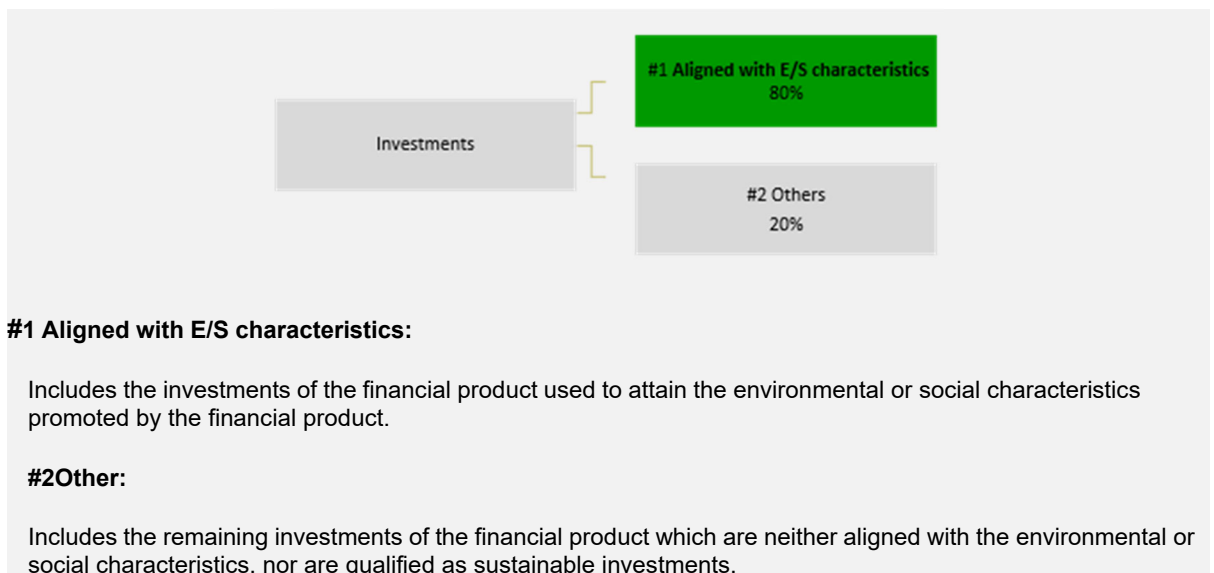 #1 Aligned with E/S characteristics
80%
Investments
#2 Others
20%
#1 Aligned with E/S characteristics:
Includes the investments of the financial product used to attain the environmental or social characteristics
promoted by the financial product.
#2Other:
Includes the remaining investments of the financial product which are neither aligned with the environmental or
social characteristics, nor are qualified as sustainable investments.